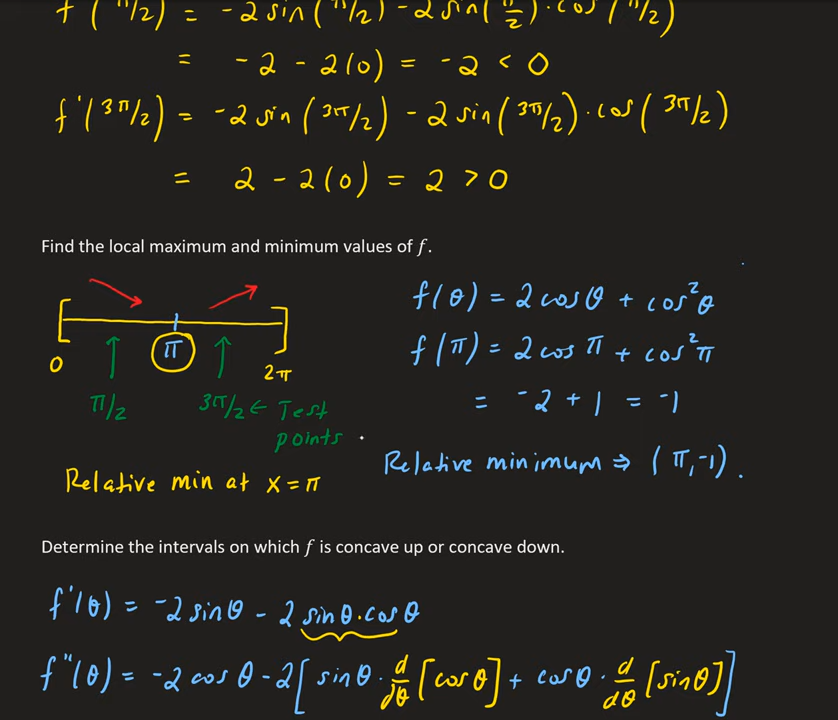 f'(π/2) = -2 sin(π/2) - 2 sin(π/2) · cos(π/2)
= -2 - 2(0) = -2 < 0
f'(3π/2) = -2 sin(3π/2) - 2 sin(3π/2) · cos(3π/2)
= 2 - 2(0) = 2 > 0
Find the local maximum and minimum values of f.
[ ]
0 π 2π
π/2 3π/2 ← Test points
Relative min at x = π
f(θ) = 2 cos θ + cos²θ
f(π) = 2 cos π + cos²π
= -2 + 1 = -1
Relative minimum ⇒ (π, -1).
Determine the intervals on which f is concave up or concave down.
f'(θ) = -2 sin θ - 2 sin θ · cos θ
f"(θ) = -2 cos θ - 2[ sin θ · d/dθ [cos θ] + cos θ · d/dθ [sin θ] ]